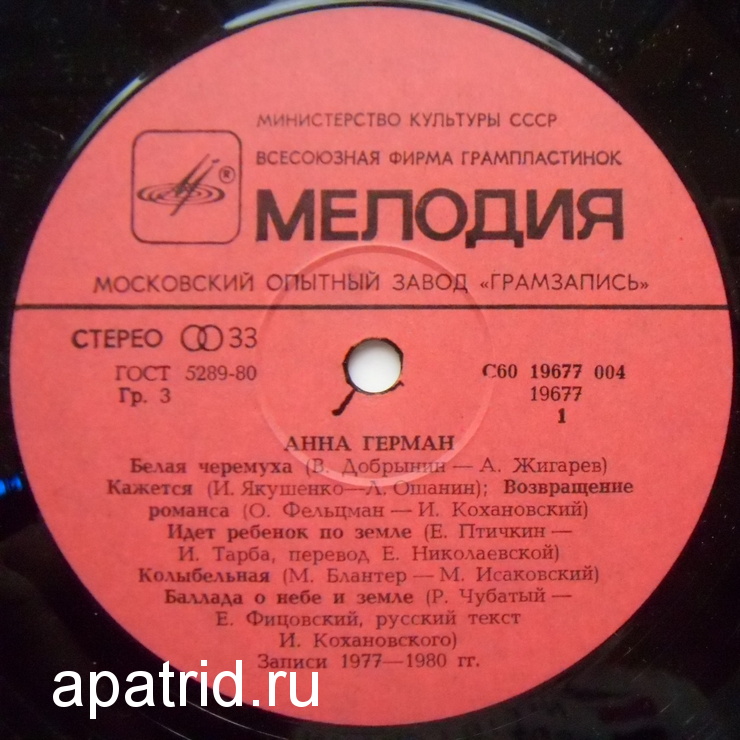 МИНИСТЕРСТВО КУЛЬТУРЫ СССР
ВСЕСОЮЗНАЯ ФИРМА ГРАМПЛАСТИНОК
®
МЕЛОДИЯ
МОСКОВСКИЙ ОПЫТНЫЙ ЗАВОД «ГРАМЗАПИСЬ»
СТЕРЕО 33
ГОСТ 5289-80
Гр. 3
С60 19677 004
19677
1
АННА ГЕРМАН
Белая черемуха (В. Добрынин — А. Жигарев)
Кажется (И. Якушенко—Л. Ошанин); Возвращение
романса (О. Фельцман — И. Кохановский)
Идет ребенок по земле (Е. Птичкин —
И. Тарба, перевод Е. Николаевской)
Колыбельная (М. Блантер — М. Исаковский)
Баллада о небе и земле (Р. Чубатый —
Е. Фицовский, русский текст
И. Кохановского)
Записи 1977—1980 гг.
apatrid.ru